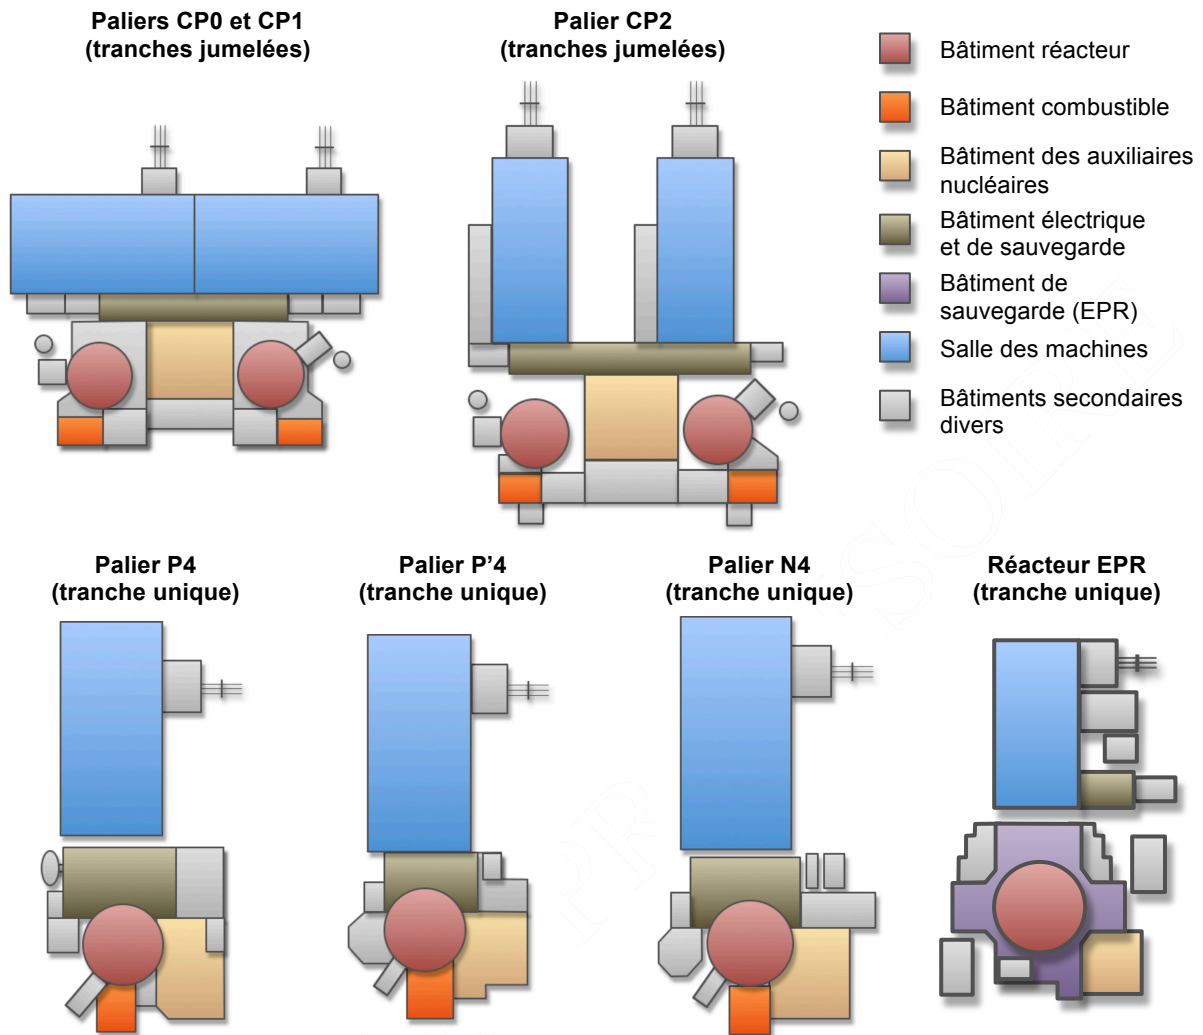 Paliers CP0 et CP1
(tranches jumelées)
Palier CP2
(tranches jumelées)
Bâtiment réacteur
Bâtiment combustible
Bâtiment des auxiliaires
nucléaires
Bâtiment électrique
et de sauvegarde
Bâtiment de
sauvegarde (EPR)
Salle des machines
Bâtiments secondaires
divers
Palier P4
(tranche unique)
Palier P’4
(tranche unique)
Palier N4
(tranche unique)
Réacteur EPR
(tranche unique)